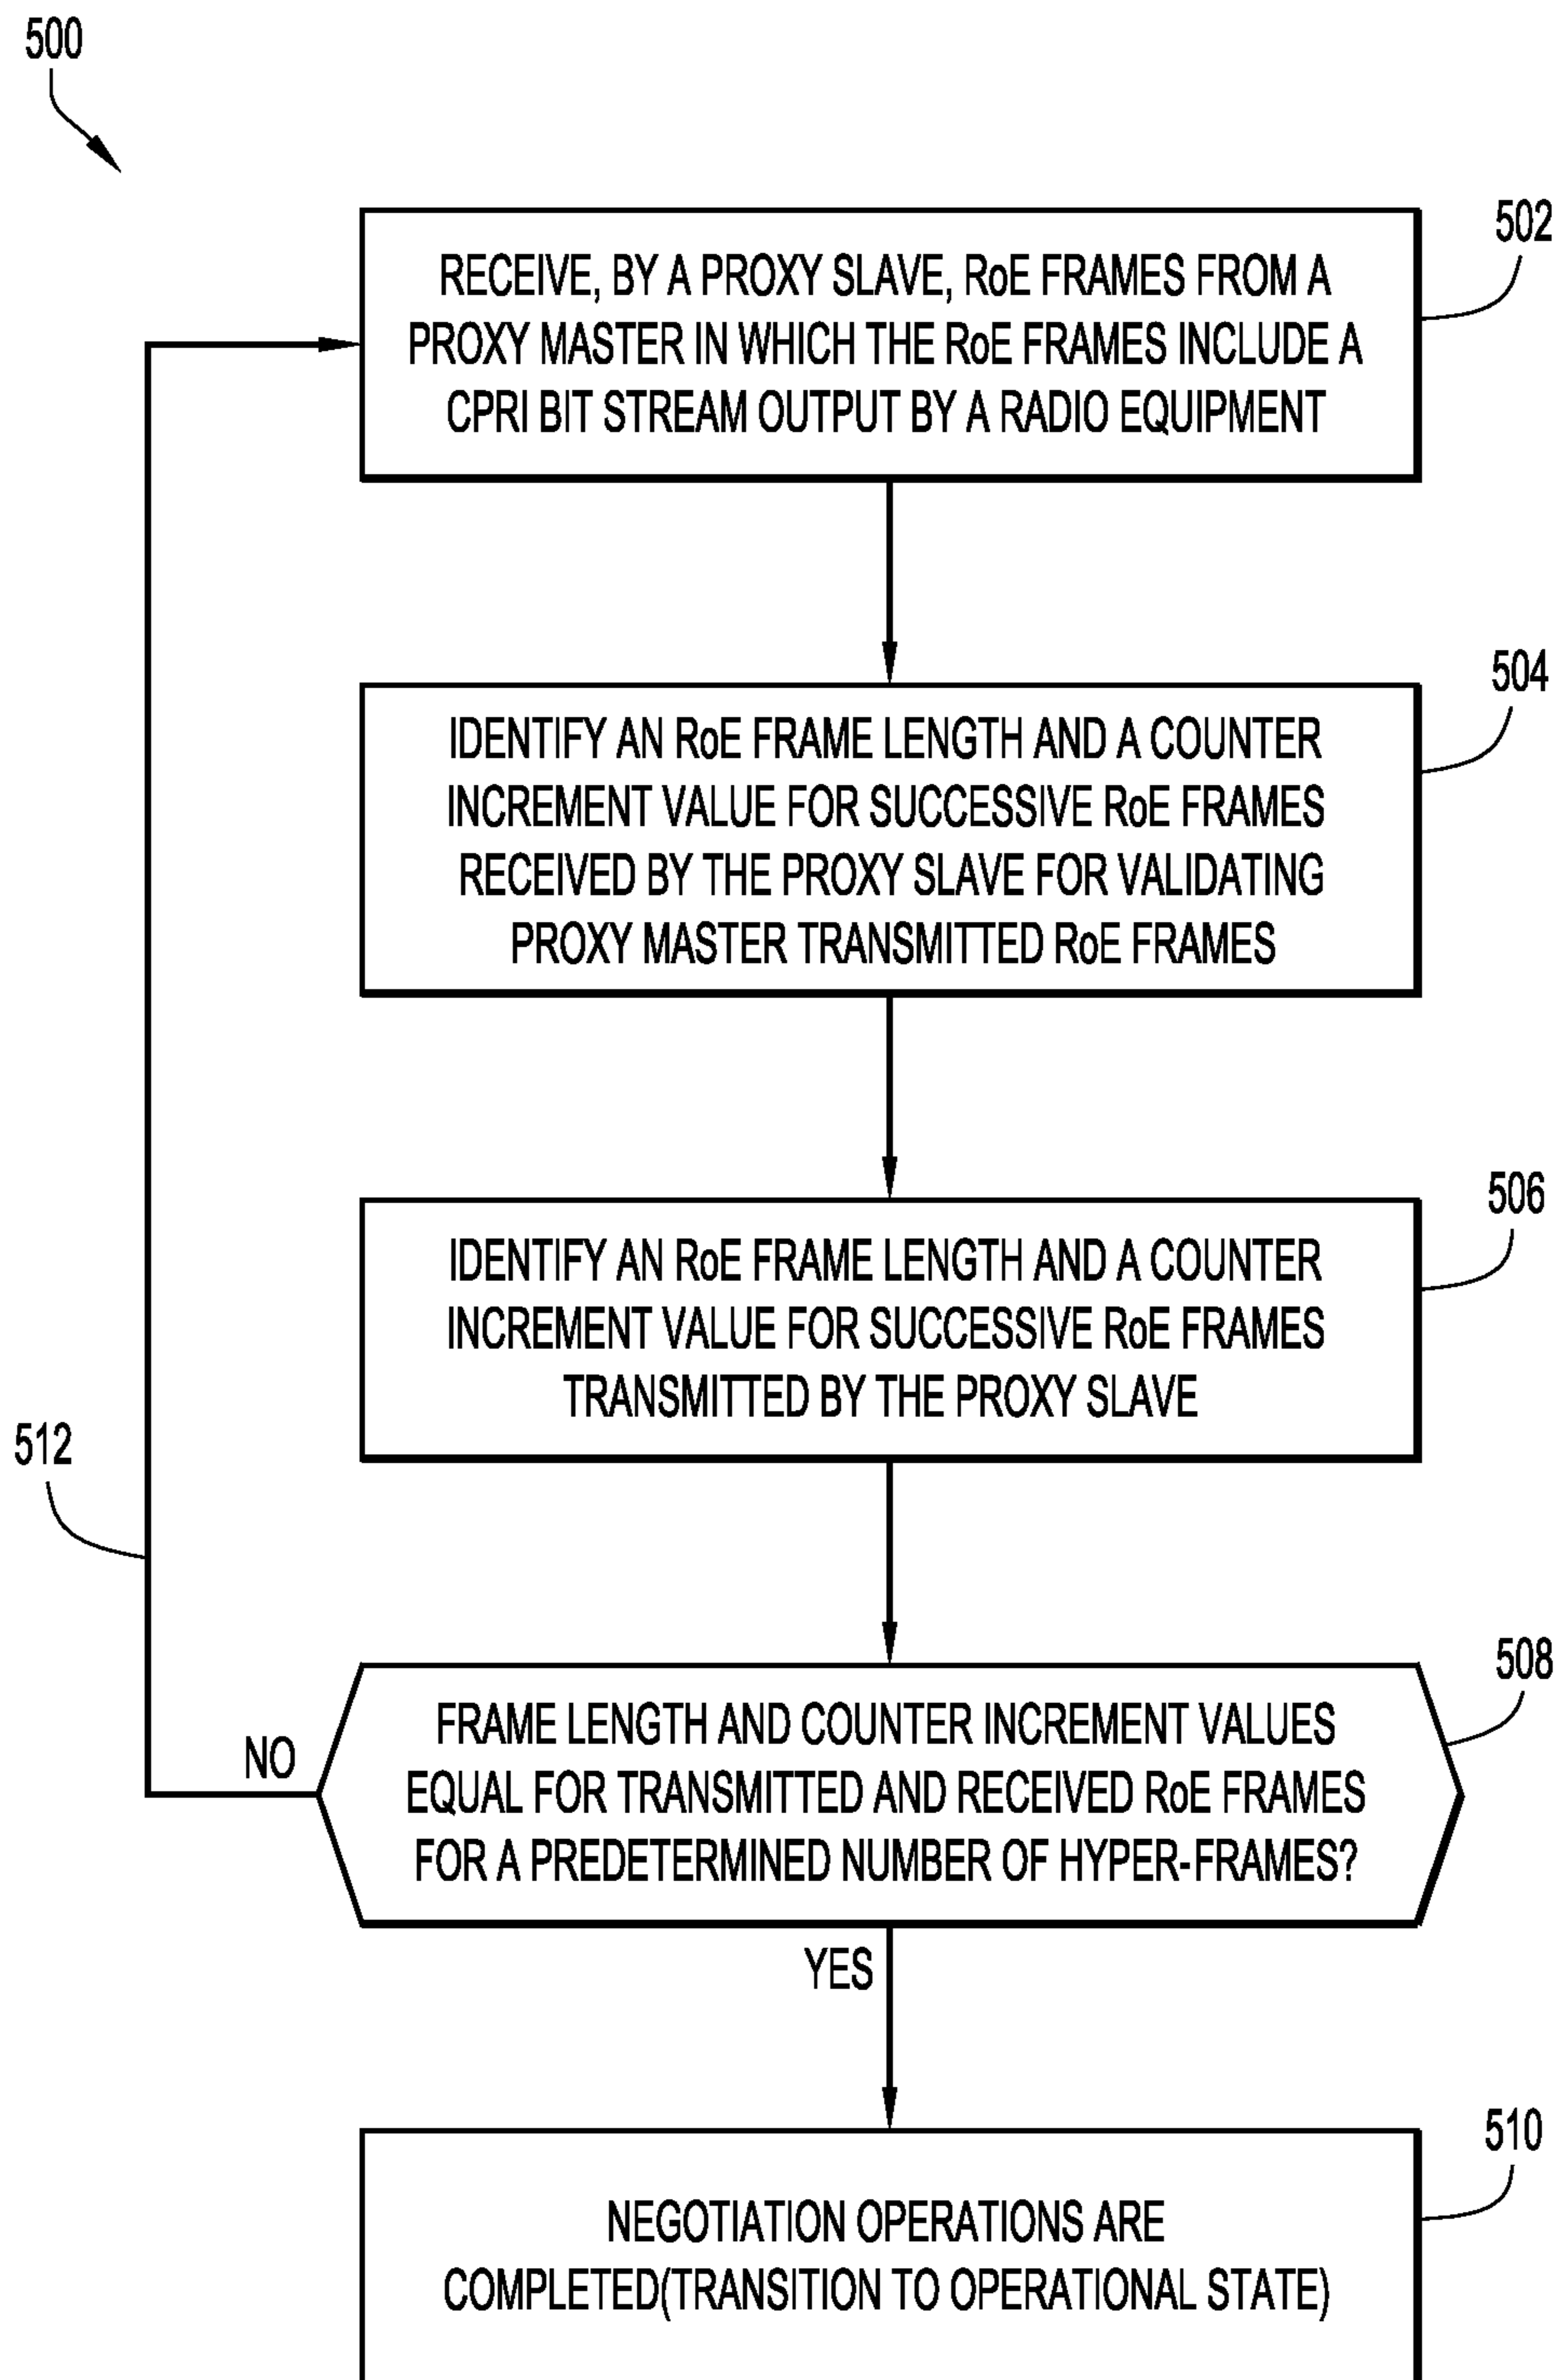 500
502
RECEIVE, BY A PROXY SLAVE, RoE FRAMES FROM A
PROXY MASTER IN WHICH THE RoE FRAMES INCLUDE A
CPRI BIT STREAM OUTPUT BY A RADIO EQUIPMENT
504
IDENTIFY AN RoE FRAME LENGTH AND A COUNTER
INCREMENT VALUE FOR SUCCESSIVE RoE FRAMES
RECEIVED BY THE PROXY SLAVE FOR VALIDATING
PROXY MASTER TRANSMITTED RoE FRAMES
506
IDENTIFY AN RoE FRAME LENGTH AND A COUNTER
INCREMENT VALUE FOR SUCCESSIVE RoE FRAMES
TRANSMITTED BY THE PROXY SLAVE
512
508
FRAME LENGTH AND COUNTER INCREMENT VALUES
EQUAL FOR TRANSMITTED AND RECEIVED RoE FRAMES
FOR A PREDETERMINED NUMBER OF HYPER-FRAMES?
NO
YES
510
NEGOTIATION OPERATIONS ARE
COMPLETED(TRANSITION TO OPERATIONAL STATE)